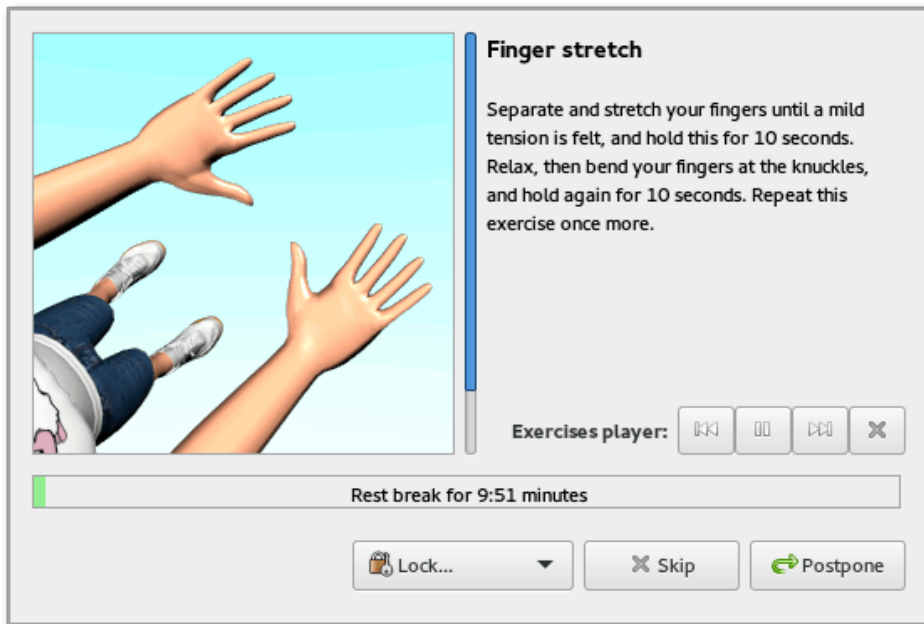 Finger stretch
Separate and stretch your fingers until a mild
tension is felt, and hold this for 10 seconds.
Relax, then bend your fingers at the knuckles,
and hold again for 10 seconds. Repeat this
exercise once more.
Exercises player:
Rest break for 9:51 minutes
Lock...
Skip
Postpone